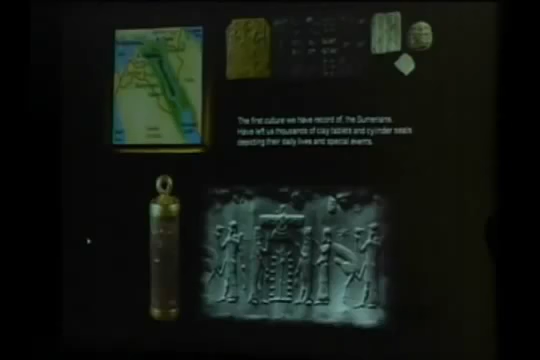 The first culture we have record of, the Sumerians
Have left us thousands of clay tablets and cylinder seals
depicting their daily lives and special events.